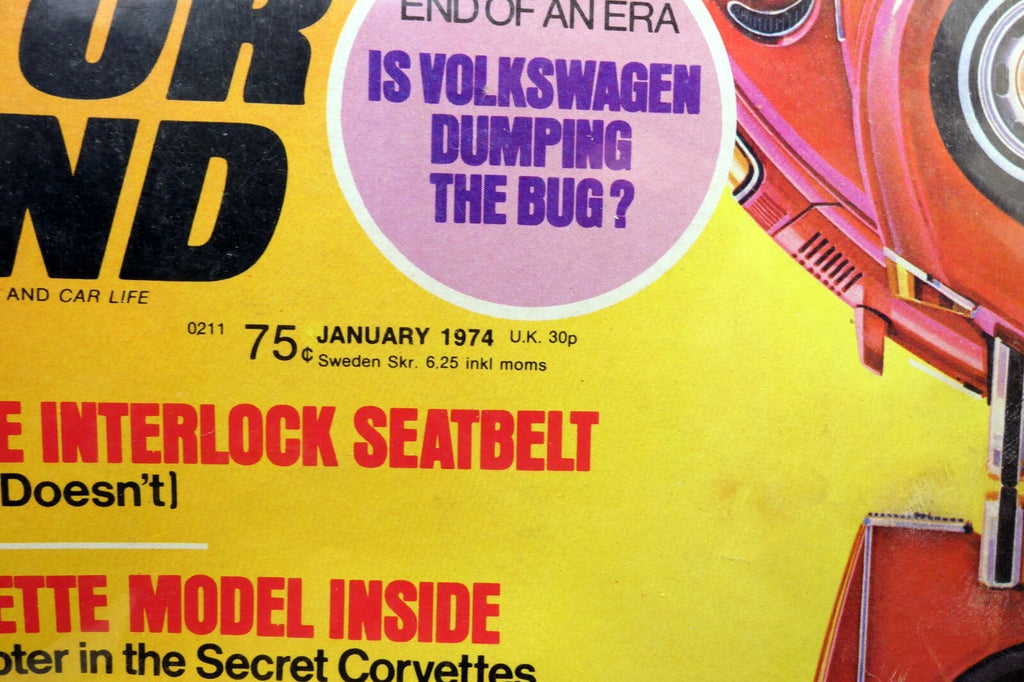 OR
ND
AND CAR LIFE
END OF AN ERA
IS VOLKSWAGEN
DUMPING
THE BUG?
0211 75¢ JANUARY 1974 U.K. 30p
Sweden Skr. 6.25 inkl moms
E INTERLOCK SEATBELT
Doesn't)
ETTE MODEL INSIDE
oter in the Secret Corvettes